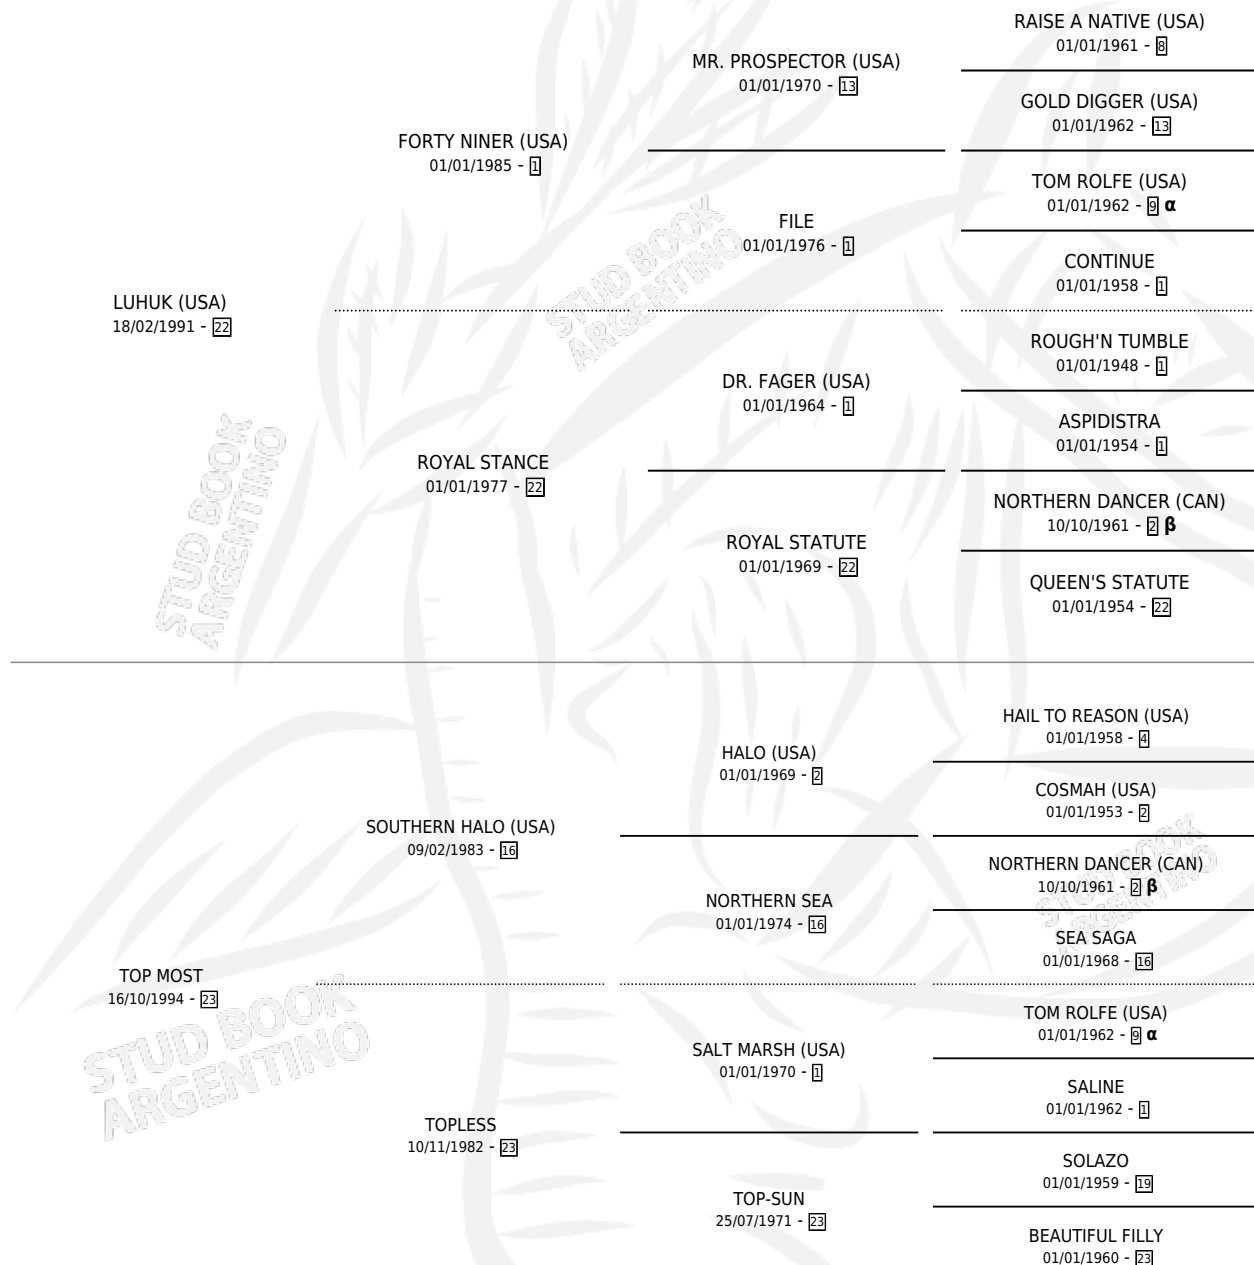 RAISE A NATIVE (USA)
01/01/1961 - 8
MR. PROSPECTOR (USA)
01/01/1970 - 13
GOLD DIGGER (USA)
01/01/1962 - 13
FORTY NINER (USA)
01/01/1985 - 1
TOM ROLFE (USA)
01/01/1962 - 9 α
FILE
01/01/1976 - 1
CONTINUE
01/01/1958 - 1
LUHUK (USA)
18/02/1991 - 22
ROUGH'N TUMBLE
01/01/1948 - 1
DR. FAGER (USA)
01/01/1964 - 1
ASPIDISTRA
01/01/1954 - 1
ROYAL STANCE
01/01/1977 - 22
NORTHERN DANCER (CAN)
10/10/1961 - 2 β
ROYAL STATUTE
01/01/1969 - 22
QUEEN'S STATUTE
01/01/1954 - 22
HAIL TO REASON (USA)
01/01/1958 - 4
HALO (USA)
01/01/1969 - 2
COSMAH (USA)
01/01/1953 - 2
SOUTHERN HALO (USA)
09/02/1983 - 16
NORTHERN DANCER (CAN)
10/10/1961 - 2 β
NORTHERN SEA
01/01/1974 - 16
SEA SAGA
01/01/1968 - 16
TOP MOST
16/10/1994 - 23
TOM ROLFE (USA)
01/01/1962 - 9 α
SALT MARSH (USA)
01/01/1970 - 1
SALINE
01/01/1962 - 1
TOPLESS
10/11/1982 - 23
SOLAZO
01/01/1959 - 19
TOP-SUN
25/07/1971 - 23
BEAUTIFUL FILLY
01/01/1960 - 23
STUD BOOK
ARGENTINO
STUD BOOK
ARGENTINO
STUD BOOK
ARGENTINO
STUD BOOK
ARGENTINO